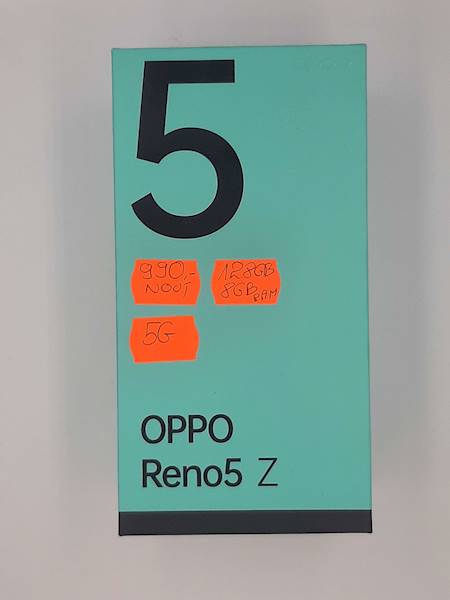 5
990,-
NOUT
128GB
8GB RAM
5G
OPPO
Reno5 Z